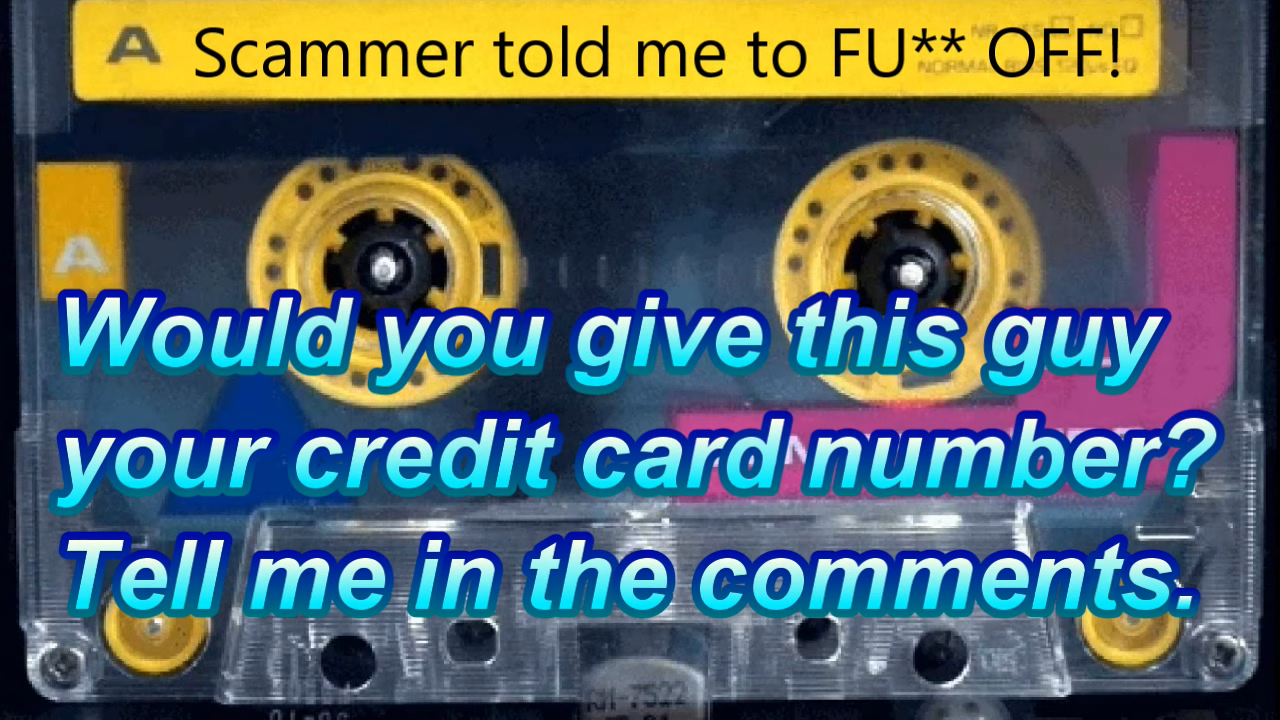 A Scammer told me to FU** OFF!
A
Would you give this guy
your credit card number?
Tell me in the comments.